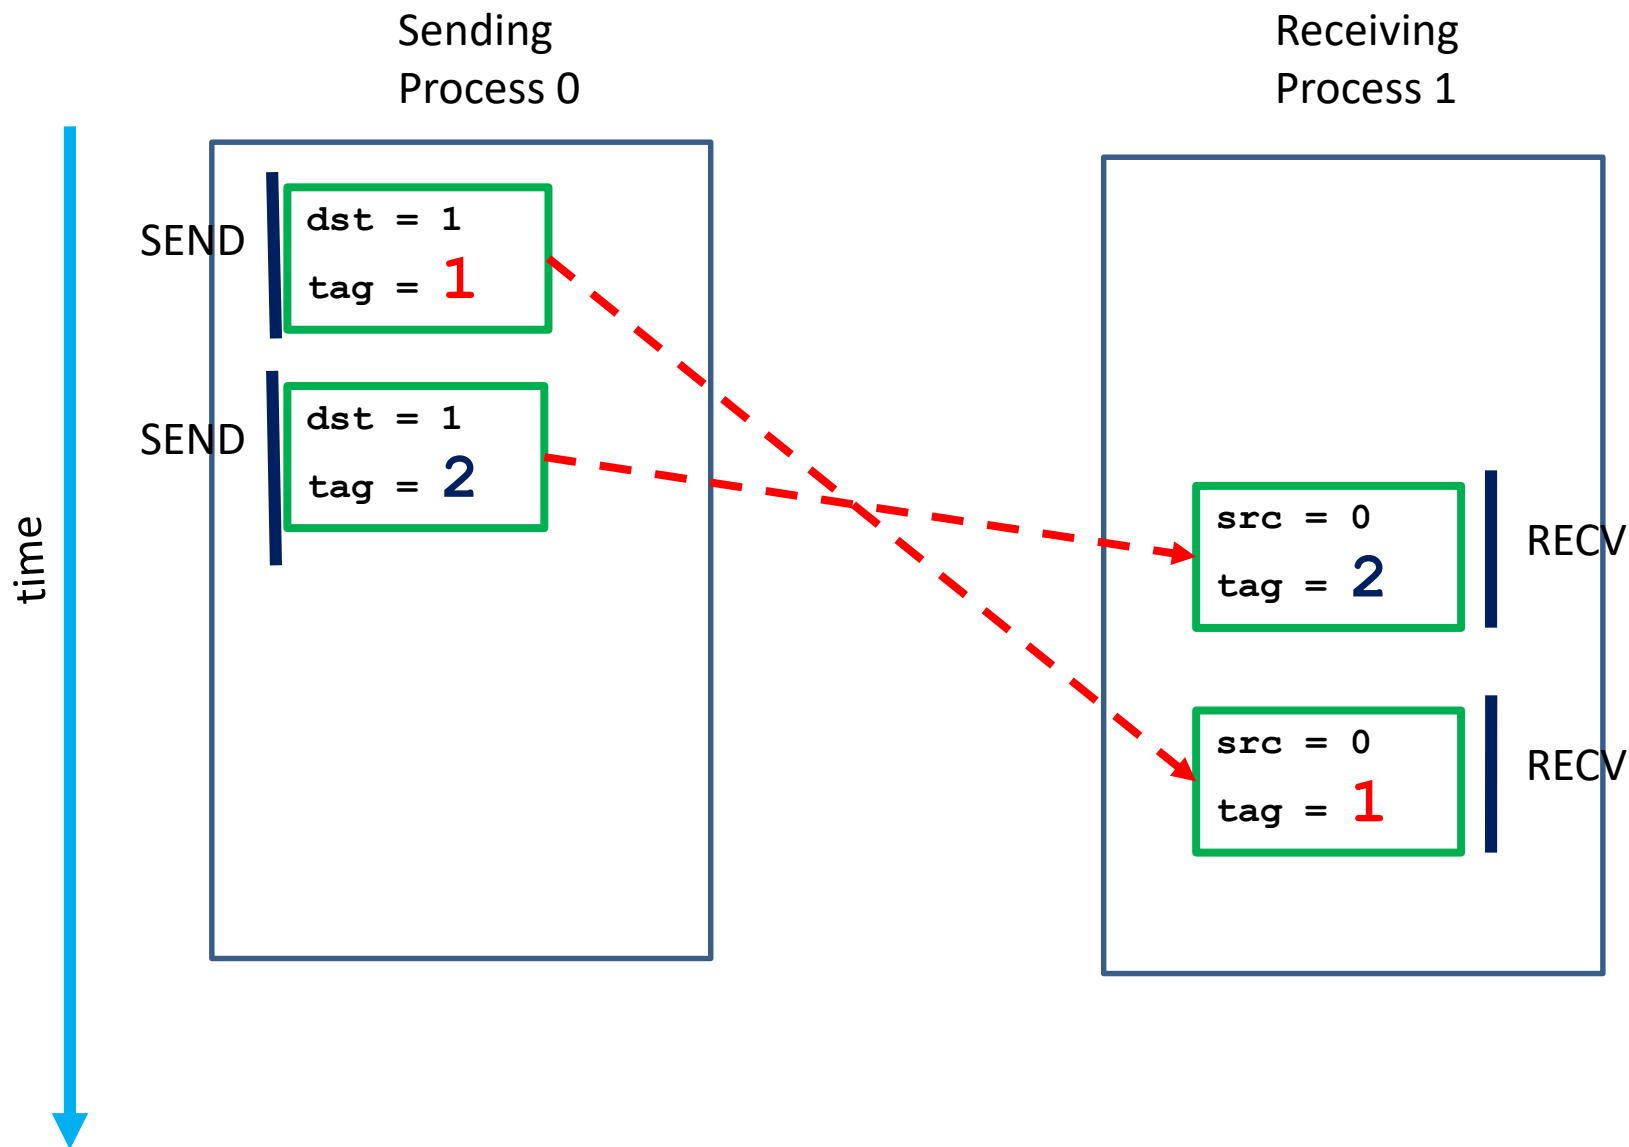 Sending
Process 0
Receiving
Process 1
SEND
dst = 1
tag = 1
SEND
dst = 1
tag = 2
time
src = 0
tag = 2
RECV
src = 0
tag = 1
RECV